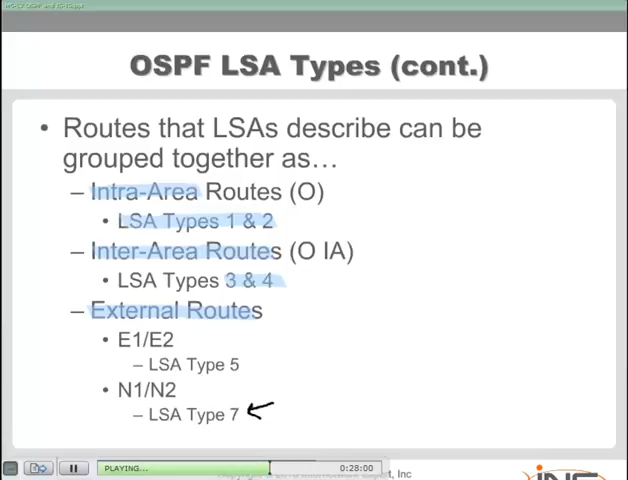 OSPF LSA Types (cont.)
• Routes that LSAs describe can be
grouped together as…
– Intra-Area Routes (O)
• LSA Types 1 & 2
– Inter-Area Routes (O IA)
• LSA Types 3 & 4
– External Routes
• E1/E2
– LSA Type 5
• N1/N2
– LSA Type 7
PLAYING...
0:28:00
Inc